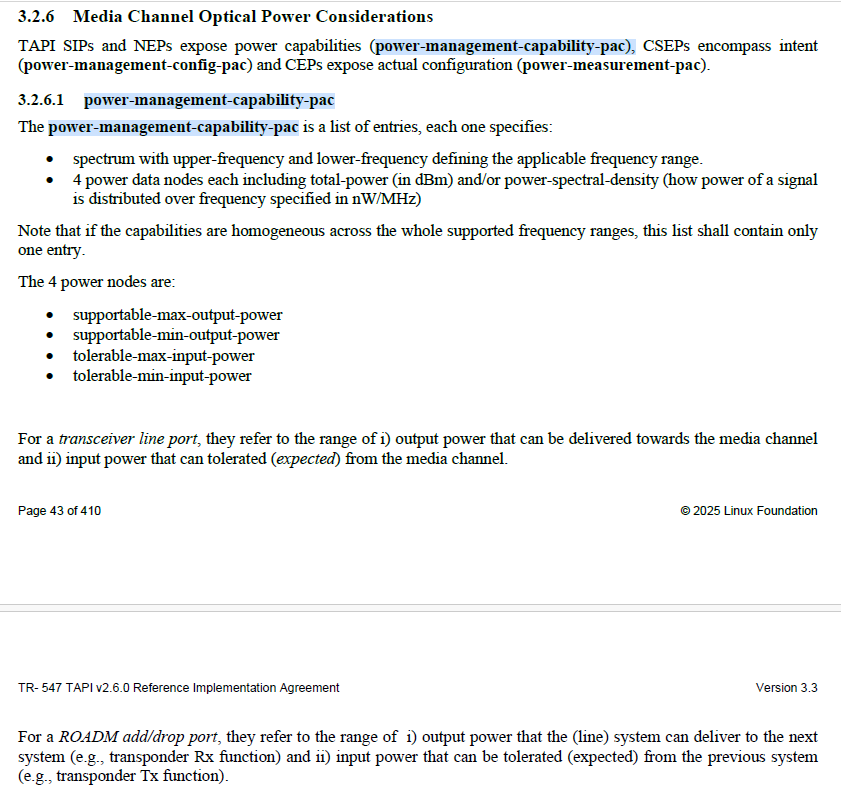 3.2.6 Media Channel Optical Power Considerations
TAPI SIPs and NEPs expose power capabilities (power-management-capability-pac), CSEPs encompass intent
(power-management-config-pac) and CEPs expose actual configuration (power-measurement-pac).
3.2.6.1 power-management-capability-pac
The power-management-capability-pac is a list of entries, each one specifies:
• spectrum with upper-frequency and lower-frequency defining the applicable frequency range.
• 4 power data nodes each including total-power (in dBm) and/or power-spectral-density (how power of a signal
is distributed over frequency specified in nW/MHz)
Note that if the capabilities are homogeneous across the whole supported frequency ranges, this list shall contain only
one entry.
The 4 power nodes are:
• supportable-max-output-power
• supportable-min-output-power
• tolerable-max-input-power
• tolerable-min-input-power
For a transceiver line port, they refer to the range of i) output power that can be delivered towards the media channel
and ii) input power that can tolerated (expected) from the media channel.
Page 43 of 410 © 2025 Linux Foundation
TR- 547 TAPI v2.6.0 Reference Implementation Agreement Version 3.3
For a ROADM add/drop port, they refer to the range of i) output power that the (line) system can deliver to the next
system (e.g., transponder Rx function) and ii) input power that can be tolerated (expected) from the previous system
(e.g., transponder Tx function).